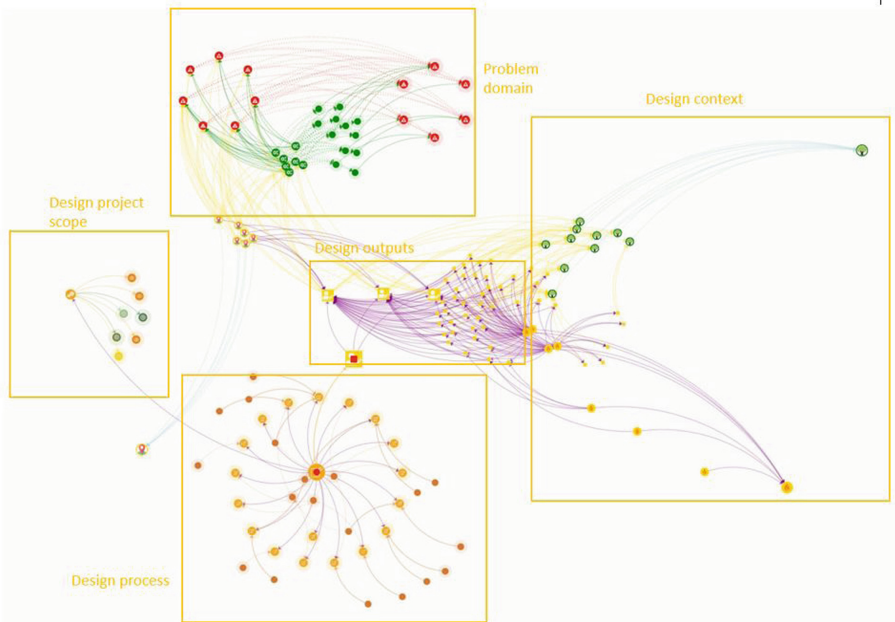 Problem
domain
Design context
Design project
scope
Design outputs
Design process